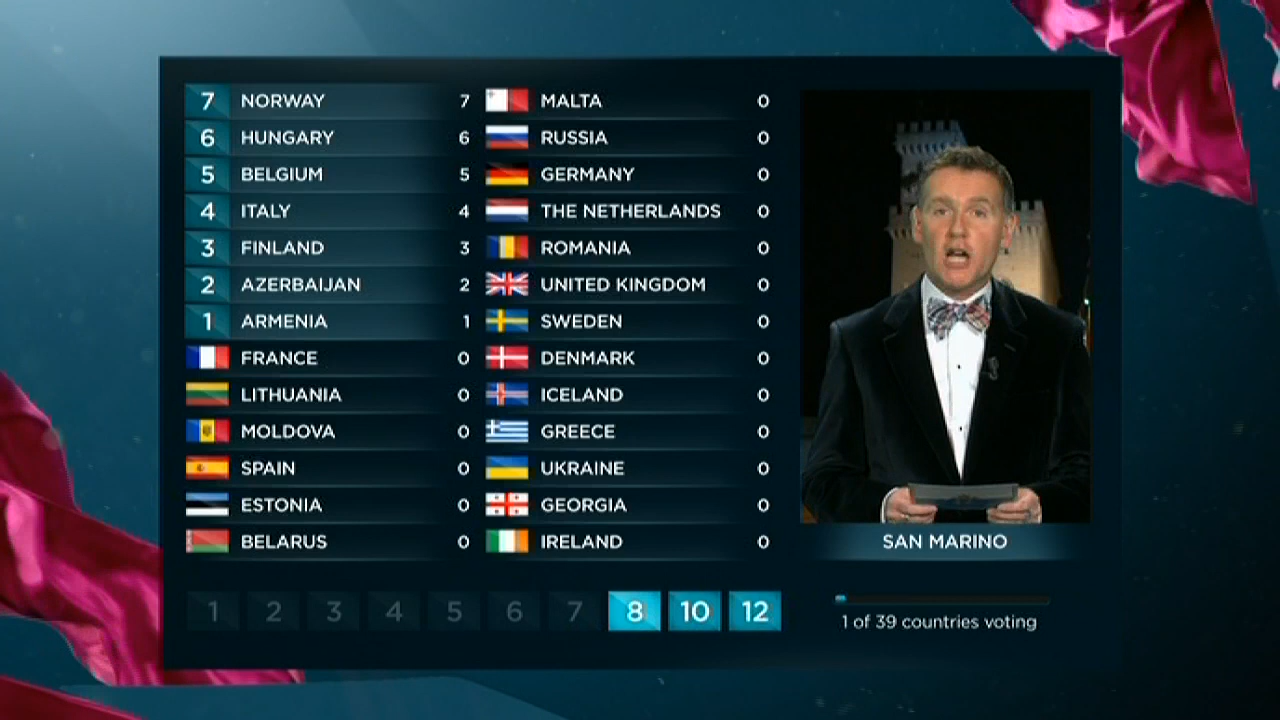 7 NORWAY 7
6 HUNGARY 6
5 BELGIUM 5
4 ITALY 4
3 FINLAND 3
2 AZERBAIJAN 2
1 ARMENIA 1
FRANCE 0
LITHUANIA 0
MOLDOVA 0
SPAIN 0
ESTONIA 0
BELARUS 0
MALTA 0
RUSSIA 0
GERMANY 0
THE NETHERLANDS 0
ROMANIA 0
UNITED KINGDOM 0
SWEDEN 0
DENMARK 0
ICELAND 0
GREECE 0
UKRAINE 0
GEORGIA 0
IRELAND 0
1 2 3 4 5 6 7 8 10 12
SAN MARINO
1 of 39 countries voting